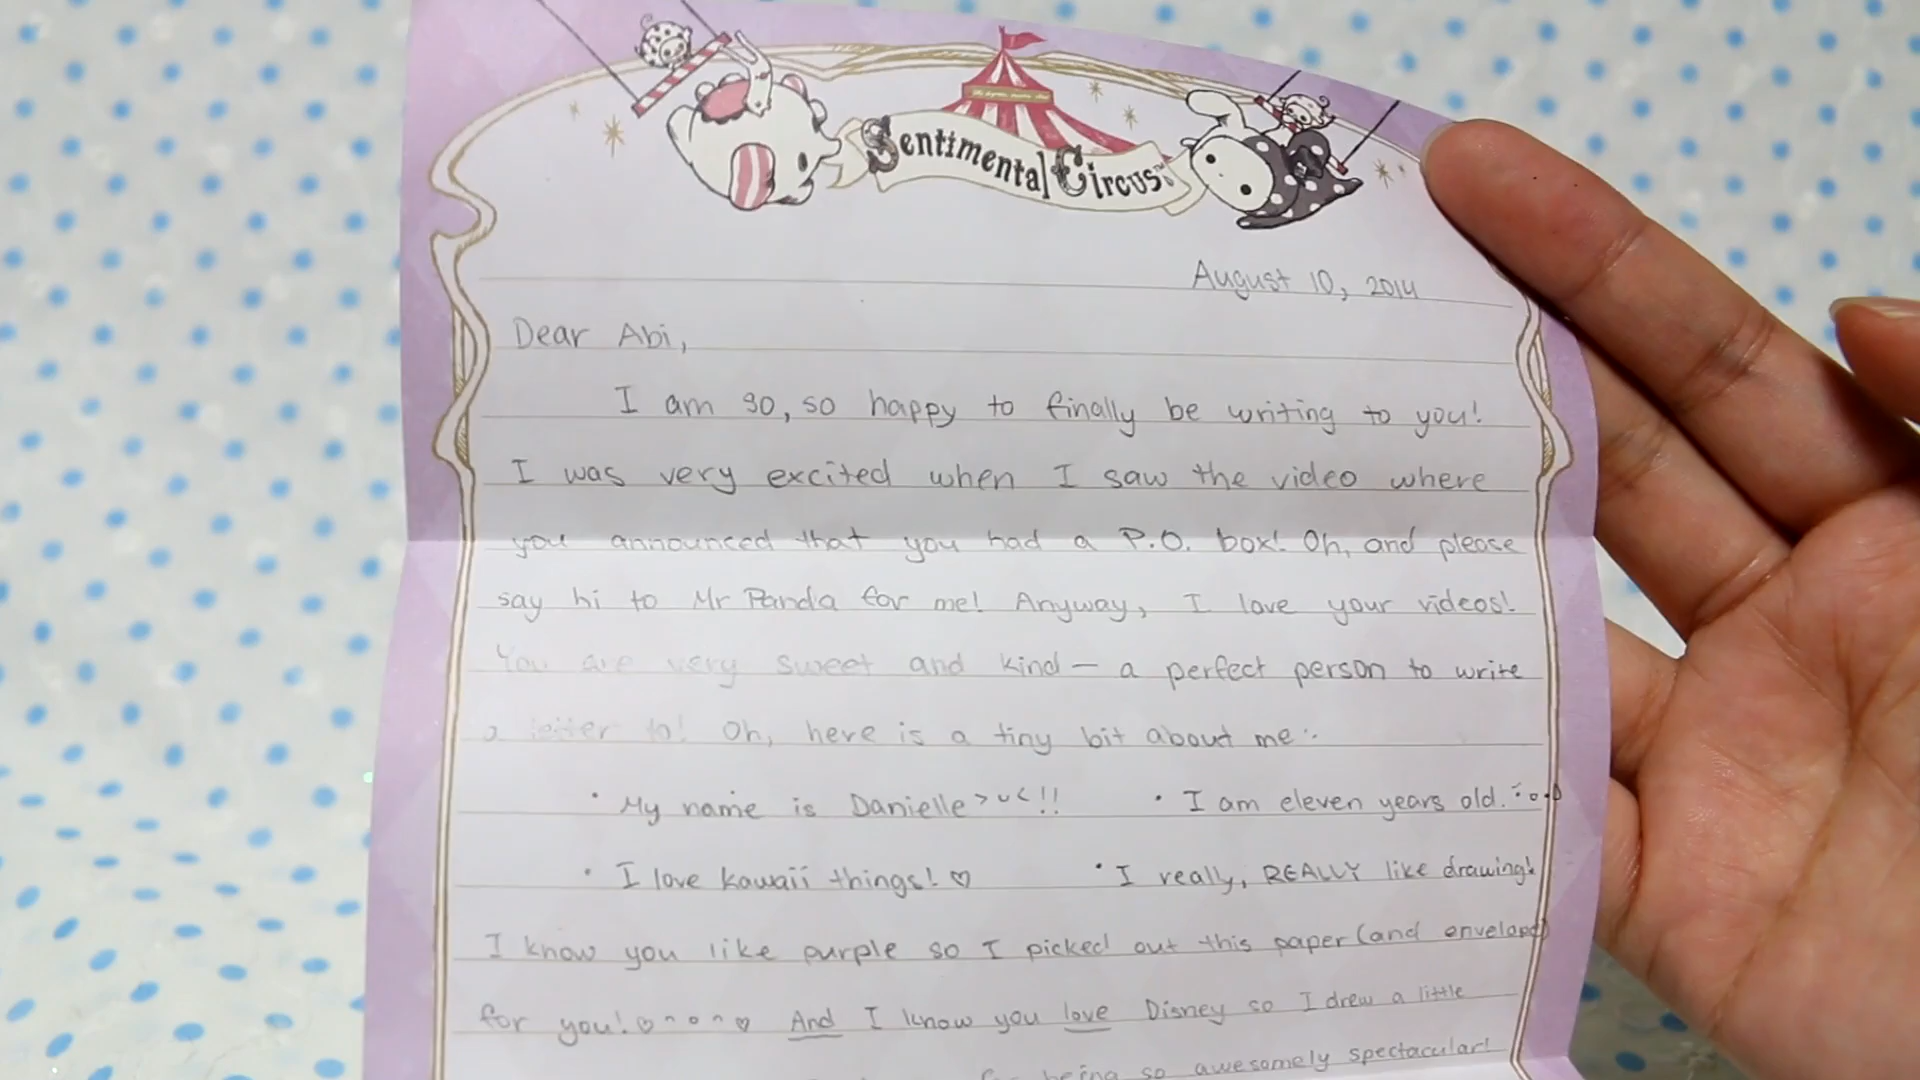 Sentimental Circus™
August 10, 2014
Dear Abi,
I am so, so happy to finally be writing to you!
I was very excited when I saw the video where
you announced that you had a P.O. box! Oh, and please
say hi to Mr Panda for me! Anyway, I love your videos!
You are very sweet and kind — a perfect person to write
a letter to! Oh, here is a tiny bit about me:
• My name is Danielle >u<!! • I am eleven years old.
• I love kawaii things! ♡ • I really, REALLY like drawing!
I know you like purple so I picked out this paper (and envelope)
for you! ♡^o^♡ And I know you love Disney so I drew a little
being so awesomely spectacular!